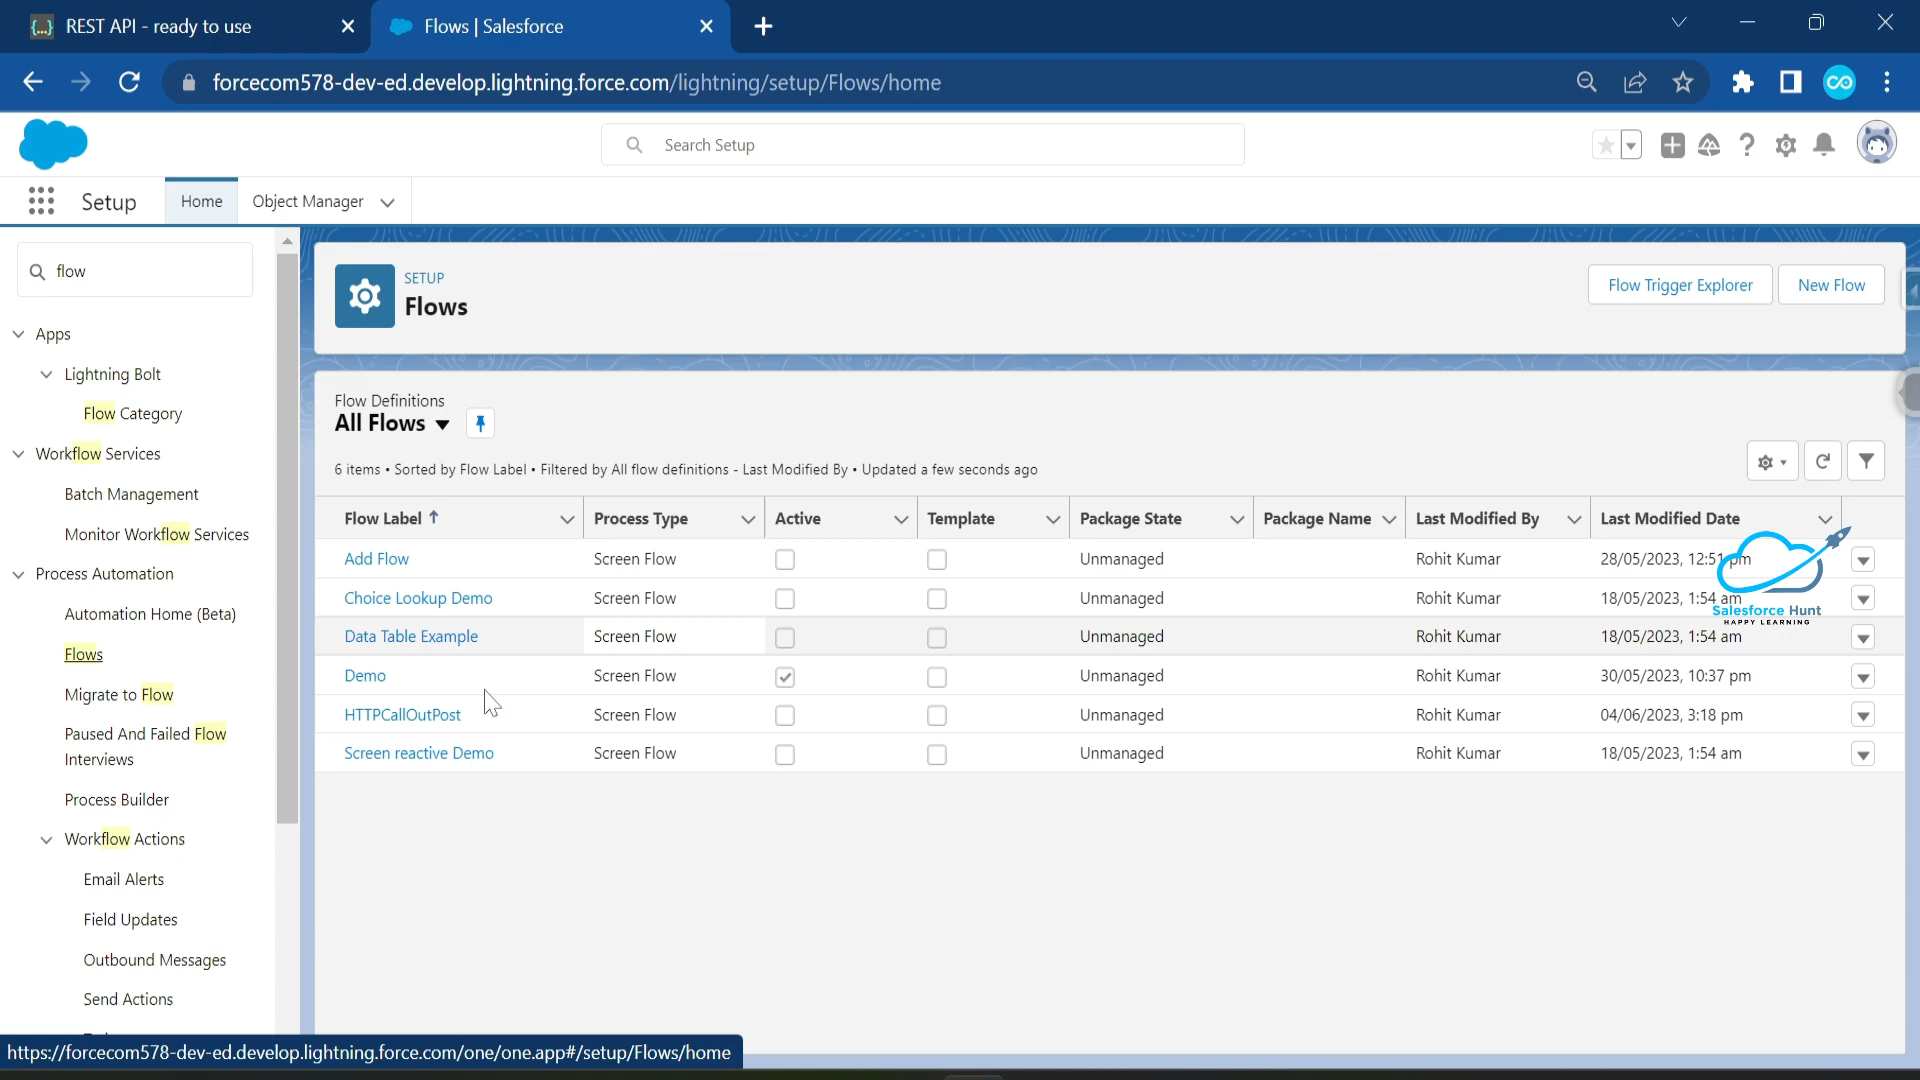 REST API - ready to use
Flows | Salesforce
forcecom578-dev-ed.develop.lightning.force.com/lightning/setup/Flows/home
Search Setup
Setup
Home
Object Manager
flow
Apps
Lightning Bolt
Flow Category
Workflow Services
Batch Management
Monitor Workflow Services
Process Automation
Automation Home (Beta)
Flows
Migrate to Flow
Paused And Failed Flow
Interviews
Process Builder
Workflow Actions
Email Alerts
Field Updates
Outbound Messages
Send Actions
SETUP
Flows
Flow Trigger Explorer
New Flow
Flow Definitions
All Flows
6 items • Sorted by Flow Label • Filtered by All flow definitions - Last Modified By • Updated a few seconds ago
Flow Label Process Type Active Template Package State Package Name Last Modified By Last Modified Date
Add Flow Screen Flow Unmanaged Rohit Kumar 28/05/2023, 12:51 pm
Choice Lookup Demo Screen Flow Unmanaged Rohit Kumar 18/05/2023, 1:54 am
Data Table Example Screen Flow Unmanaged Rohit Kumar 18/05/2023, 1:54 am
Demo Screen Flow Unmanaged Rohit Kumar 30/05/2023, 10:37 pm
HTTPCallOutPost Screen Flow Unmanaged Rohit Kumar 04/06/2023, 3:18 pm
Screen reactive Demo Screen Flow Unmanaged Rohit Kumar 18/05/2023, 1:54 am
Salesforce Hunt
HAPPY LEARNING
https://forcecom578-dev-ed.develop.lightning.force.com/one/one.app#/setup/Flows/home